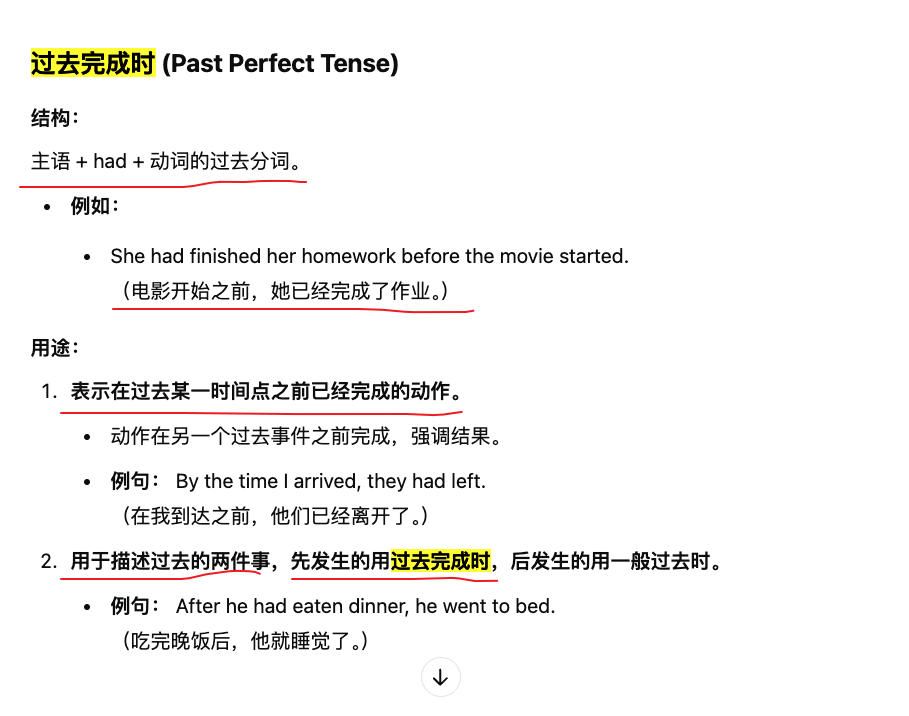 过去完成时 (Past Perfect Tense)
结构：
主语 + had + 动词的过去分词。
• 例如：
• She had finished her homework before the movie started.
（电影开始之前，她已经完成了作业。）
用途：
1. 表示在过去某一时间点之前已经完成的动作。
• 动作在另一个过去事件之前完成，强调结果。
• 例句： By the time I arrived, they had left.
（在我到达之前，他们已经离开了。）
2. 用于描述过去的两件事，先发生的用过去完成时，后发生的用一般过去时。
• 例句： After he had eaten dinner, he went to bed.
（吃完晚饭后，他就睡觉了。）